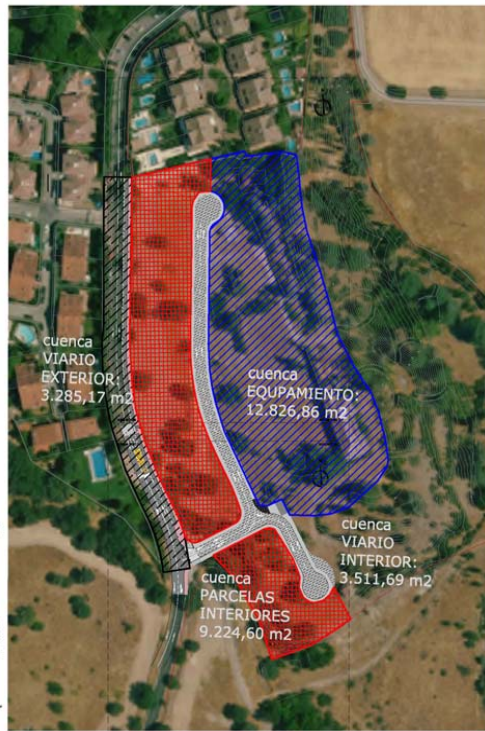 cuenca
VIARIO
EXTERIOR:
3.285,17 m2
cuenca
EQUPAMIENTO:
12.826,86 m2
cuenca
VIARIO
INTERIOR:
3.511,69 m2
cuenca
PARCELAS
INTERIORES
9.224,60 m2